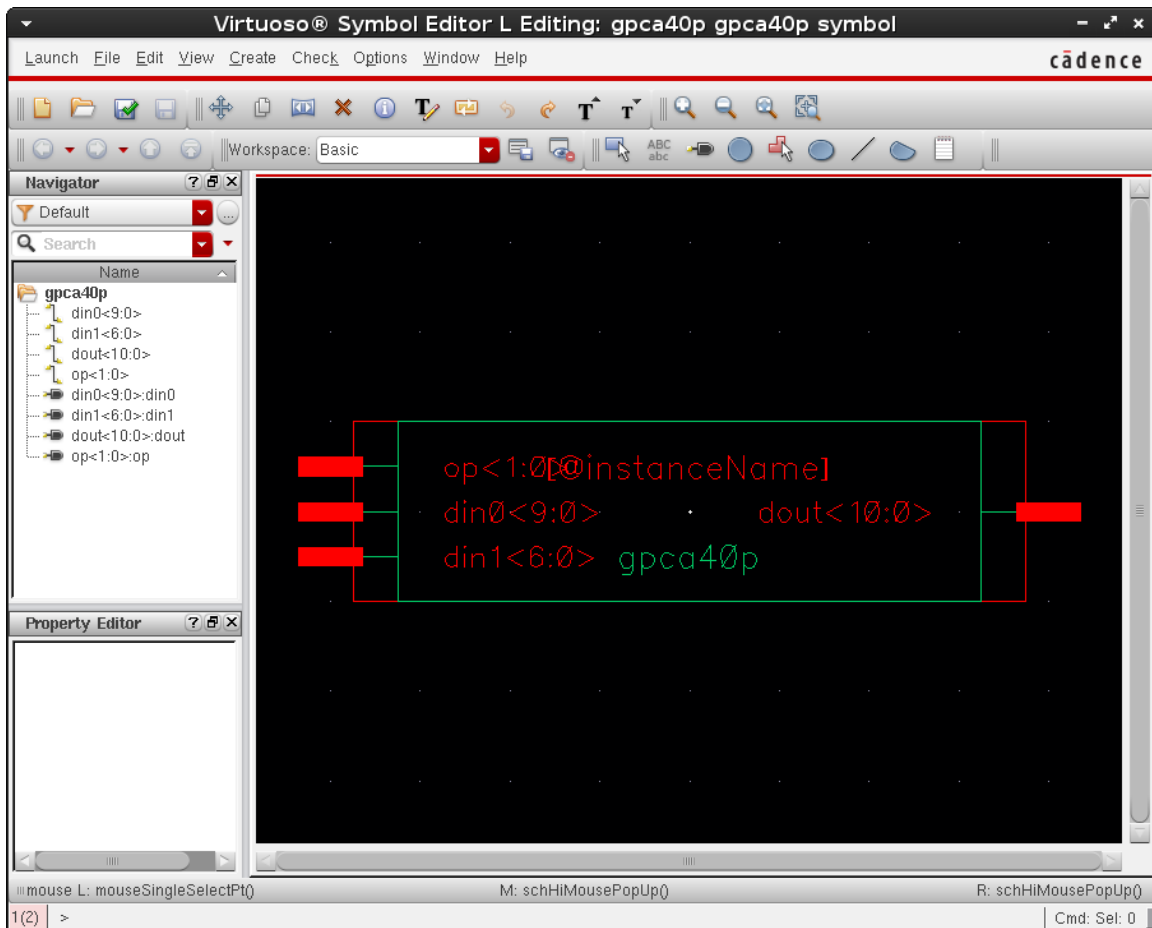 Virtuoso® Symbol Editor L Editing: gpca40p gpca40p symbol
Launch File Edit View Create Check Options Window Help
cādence
Workspace: Basic
ABC
abc
Navigator
Default
Search
Name
gpca40p
din0<9:0>
din1<6:0>
dout<10:0>
op<1:0>
din0<9:0>:din0
din1<6:0>:din1
dout<10:0>:dout
op<1:0>:op
Property Editor
op<1:0>
[@instanceName]
din0<9:0>
dout<10:0>
din1<6:0>
gpca40p
mouse L: mouseSingleSelectPt()
M: schHiMousePopUp()
R: schHiMousePopUp()
1(2) >
Cmd: Sel: 0